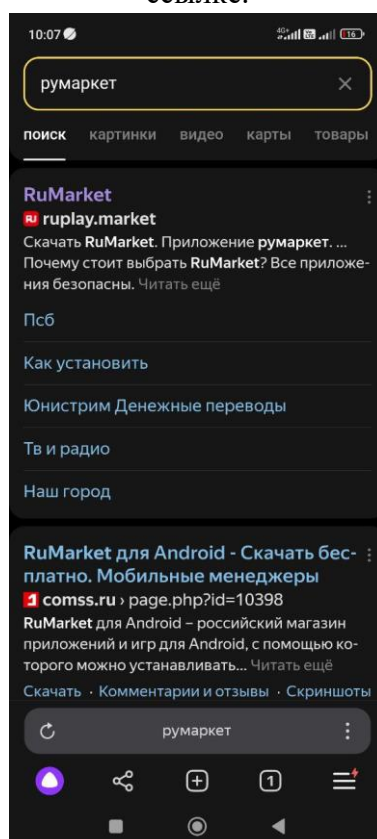 10:07
4G+
16
румаркет
поиск картинки видео карты товары
RuMarket
RU ruplay.market
Скачать RuMarket. Приложение румаркет. ...
Почему стоит выбрать RuMarket? Все приложе-
ния безопасны. Читать ещё
Псб
Как установить
Юнистрим Денежные переводы
Тв и радио
Наш город
RuMarket для Android - Скачать бес-
платно. Мобильные менеджеры
comss.ru › page.php?id=10398
RuMarket для Android – российский магазин
приложений и игр для Android, с помощью ко-
торого можно устанавливать... Читать ещё
Скачать · Комментарии и отзывы · Скриншоты
румаркет
1